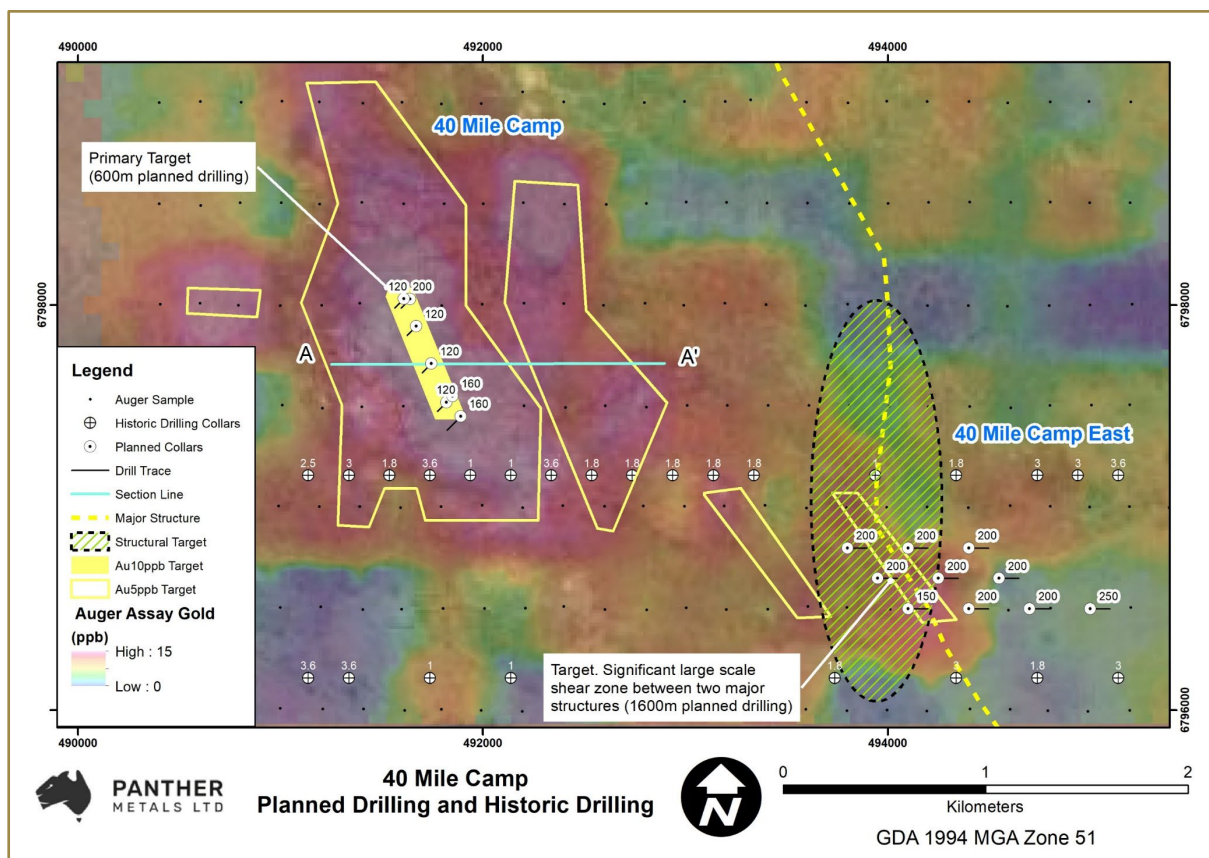 490000 492000 494000
40 Mile Camp
Primary Target
(600m planned drilling)
6798000 6798000
120 200
120
A 120 A'
120 160
160
40 Mile Camp East
2.5 3 1.8 3.6 1 1 3.6 1.8 1.8 1.8 1.8 1.8 1.8 3 3 3.6
200 200 200
200 200 200
150 200 200 250
3.6 3.6 1 1 1.8 3 1.8 3
Target. Significant large scale
shear zone between two major
structures (1600m planned drilling)
Legend
Auger Sample
Historic Drilling Collars
Planned Collars
Drill Trace
Section Line
Major Structure
Structural Target
Au10ppb Target
Au5ppb Target
Auger Assay Gold
(ppb)
High : 15
Low : 0
6796000
490000 492000 494000
PANTHER
METALS LTD
40 Mile Camp
Planned Drilling and Historic Drilling
N
0 1 2
Kilometers
GDA 1994 MGA Zone 51